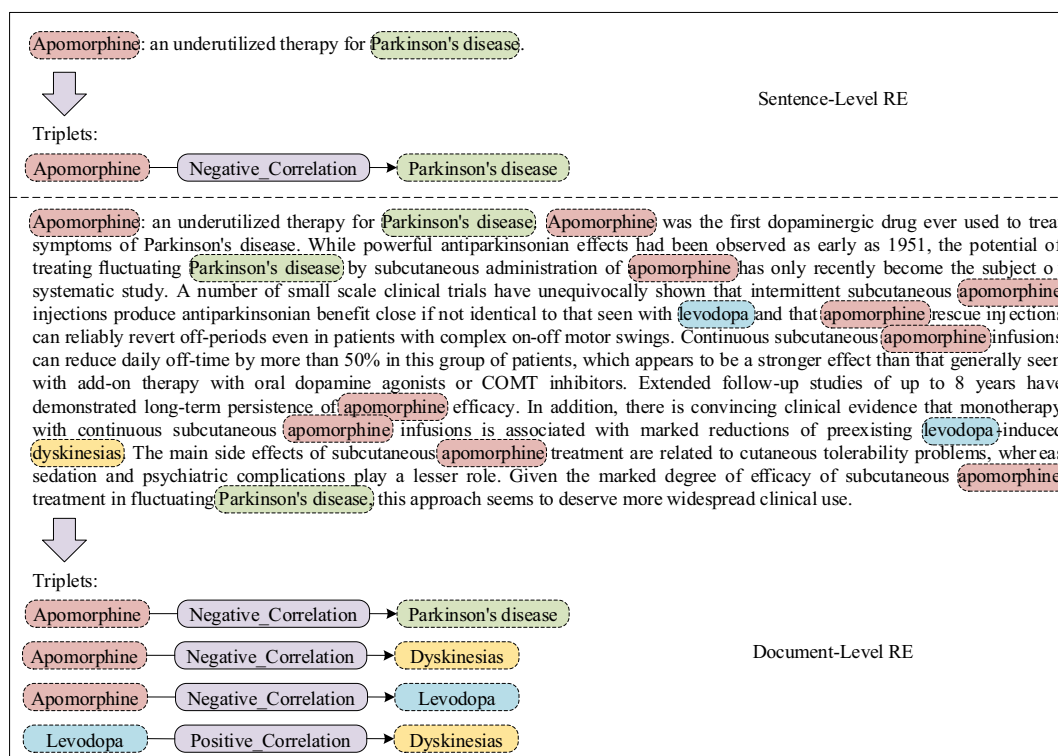 Apomorphine: an underutilized therapy for Parkinson's disease.
Sentence-Level RE
Triplets:
Apomorphine Negative_Correlation Parkinson's disease
Apomorphine: an underutilized therapy for Parkinson's disease Apomorphine was the first dopaminergic drug ever used to trea
symptoms of Parkinson's disease. While powerful antiparkinsonian effects had been observed as early as 1951, the potential of
treating fluctuating Parkinson's disease by subcutaneous administration of apomorphine has only recently become the subject o
systematic study. A number of small scale clinical trials have unequivocally shown that intermittent subcutaneous apomorphine
injections produce antiparkinsonian benefit close if not identical to that seen with levodopa and that apomorphine rescue injections
can reliably revert off-periods even in patients with complex on-off motor swings. Continuous subcutaneous apomorphine infusions
can reduce daily off-time by more than 50% in this group of patients, which appears to be a stronger effect than that generally seen
with add-on therapy with oral dopamine agonists or COMT inhibitors. Extended follow-up studies of up to 8 years have
demonstrated long-term persistence of apomorphine efficacy. In addition, there is convincing clinical evidence that monotherapy
with continuous subcutaneous apomorphine infusions is associated with marked reductions of preexisting levodopa-induced
dyskinesias. The main side effects of subcutaneous apomorphine treatment are related to cutaneous tolerability problems, whereas
sedation and psychiatric complications play a lesser role. Given the marked degree of efficacy of subcutaneous apomorphine
treatment in fluctuating Parkinson's disease, this approach seems to deserve more widespread clinical use.
Triplets:
Apomorphine Negative_Correlation Parkinson's disease
Apomorphine Negative_Correlation Dyskinesias
Document-Level RE
Apomorphine Negative_Correlation Levodopa
Levodopa Positive_Correlation Dyskinesias